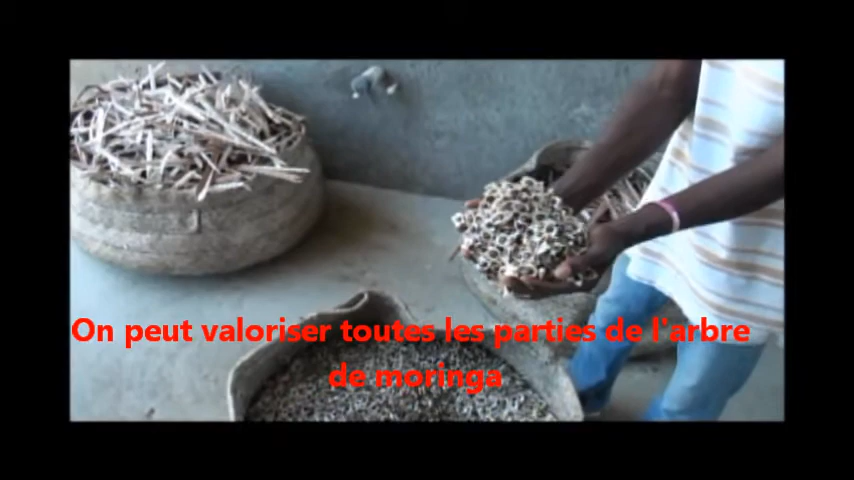 On peut valoriser toutes les parties de l'arbre
de moringa